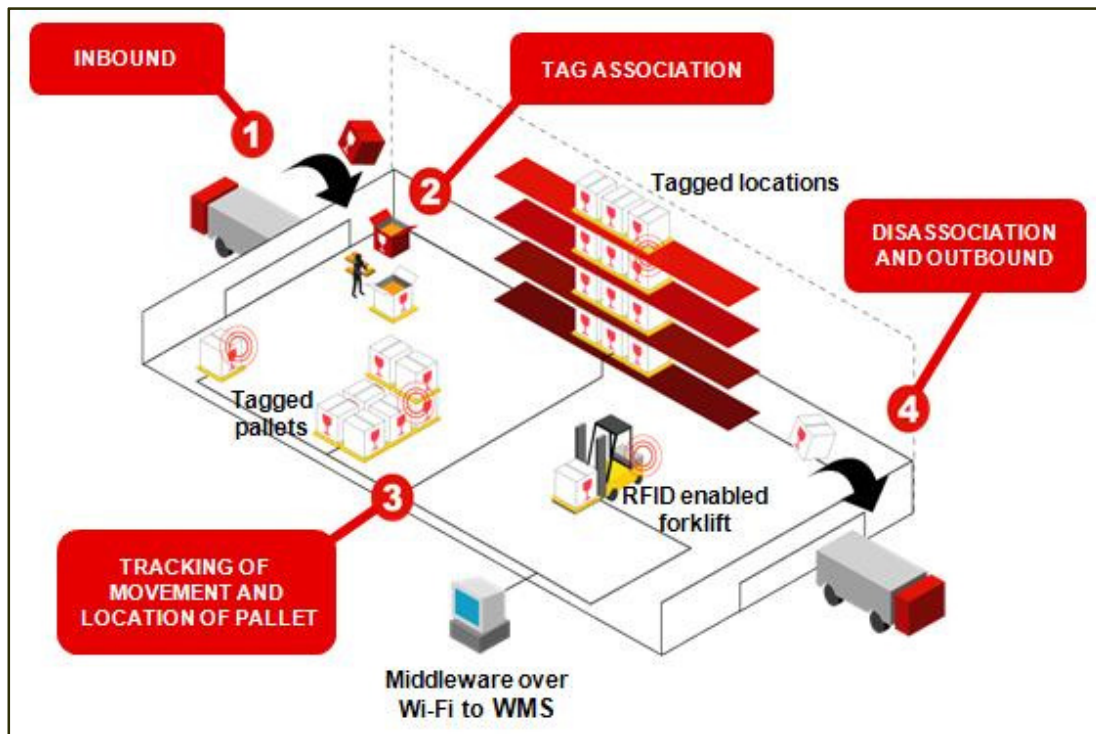 INBOUND
1
TAG ASSOCIATION
2
Tagged locations
DISASSOCIATION
AND OUTBOUND
4
Tagged
pallets
3
RFID enabled
forklift
TRACKING OF
MOVEMENT AND
LOCATION OF PALLET
Middleware over
Wi-Fi to WMS